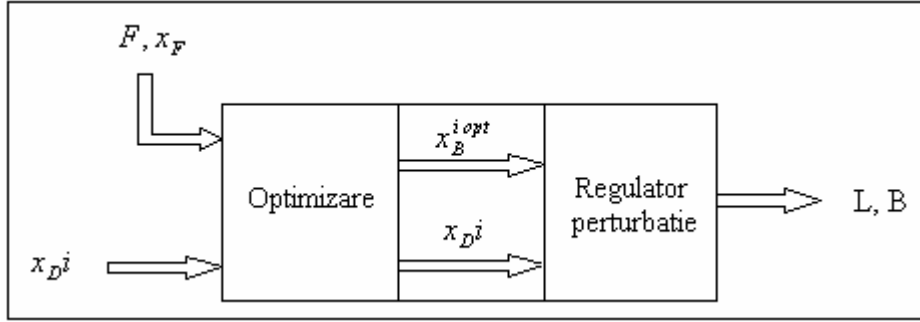 F, x_F
x_B^{i opt}
Optimizare
Regulator
perturbatie
L, B
x_D i
x_D i